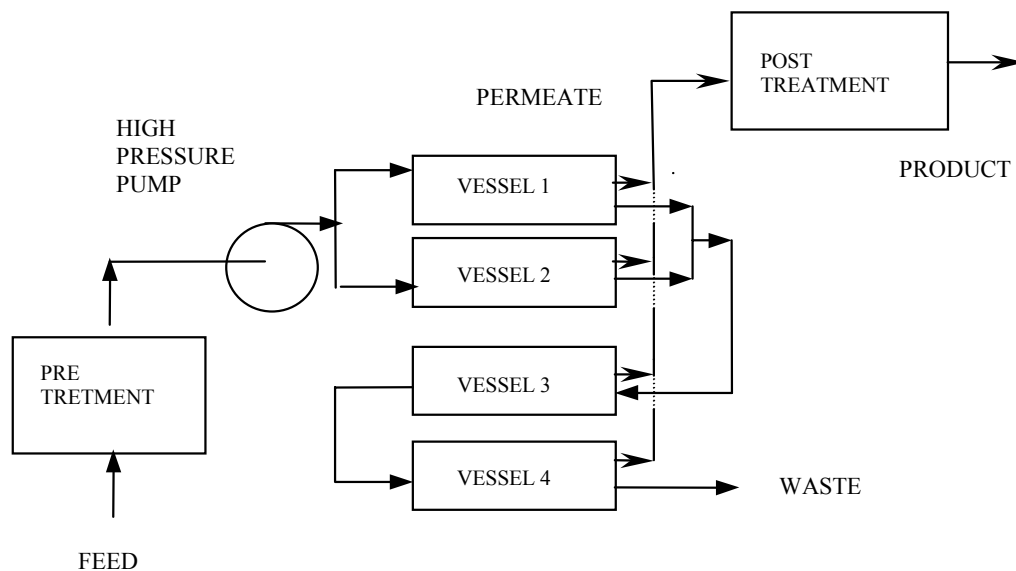 POST
TREATMENT
PERMEATE
HIGH
PRESSURE
PUMP
PRODUCT
VESSEL 1
VESSEL 2
PRE
TRETMENT
VESSEL 3
VESSEL 4
WASTE
FEED